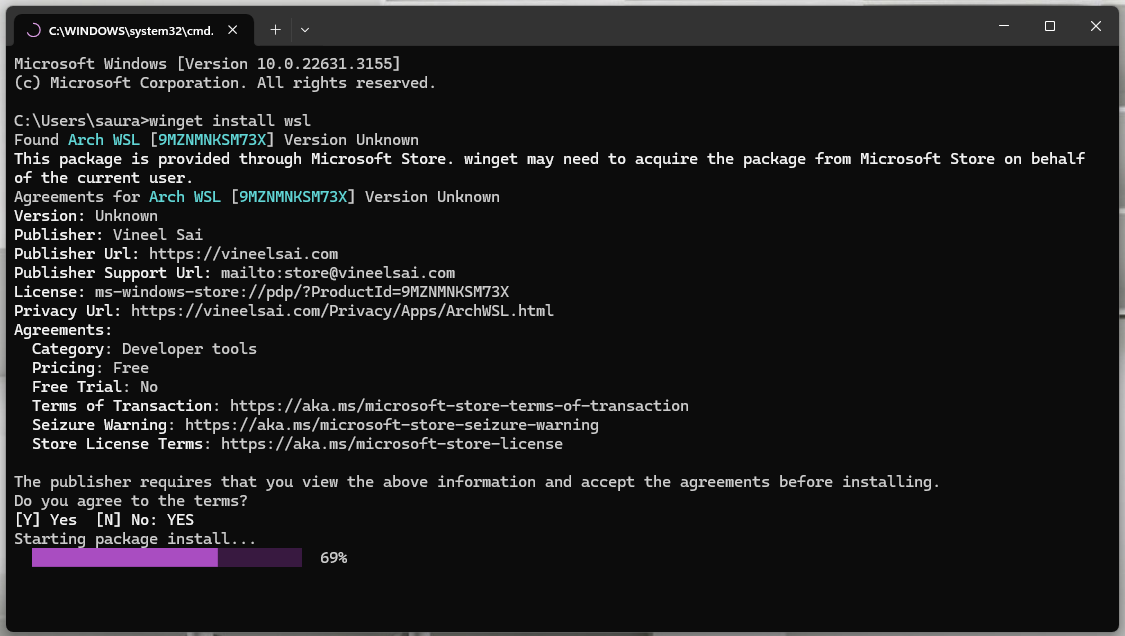 C:\WINDOWS\system32\cmd.
Microsoft Windows [Version 10.0.22631.3155]
(c) Microsoft Corporation. All rights reserved.
C:\Users\saura>winget install wsl
Found Arch WSL [9MZNMNKSM73X] Version Unknown
This package is provided through Microsoft Store. winget may need to acquire the package from Microsoft Store on behalf
of the current user.
Agreements for Arch WSL [9MZNMNKSM73X] Version Unknown
Version: Unknown
Publisher: Vineel Sai
Publisher Url: https://vineelsai.com
Publisher Support Url: mailto:store@vineelsai.com
License: ms-windows-store://pdp/?ProductId=9MZNMNKSM73X
Privacy Url: https://vineelsai.com/Privacy/Apps/ArchWSL.html
Agreements:
Category: Developer tools
Pricing: Free
Free Trial: No
Terms of Transaction: https://aka.ms/microsoft-store-terms-of-transaction
Seizure Warning: https://aka.ms/microsoft-store-seizure-warning
Store License Terms: https://aka.ms/microsoft-store-license
The publisher requires that you view the above information and accept the agreements before installing.
Do you agree to the terms?
[Y] Yes  [N] No: YES
Starting package install...
69%